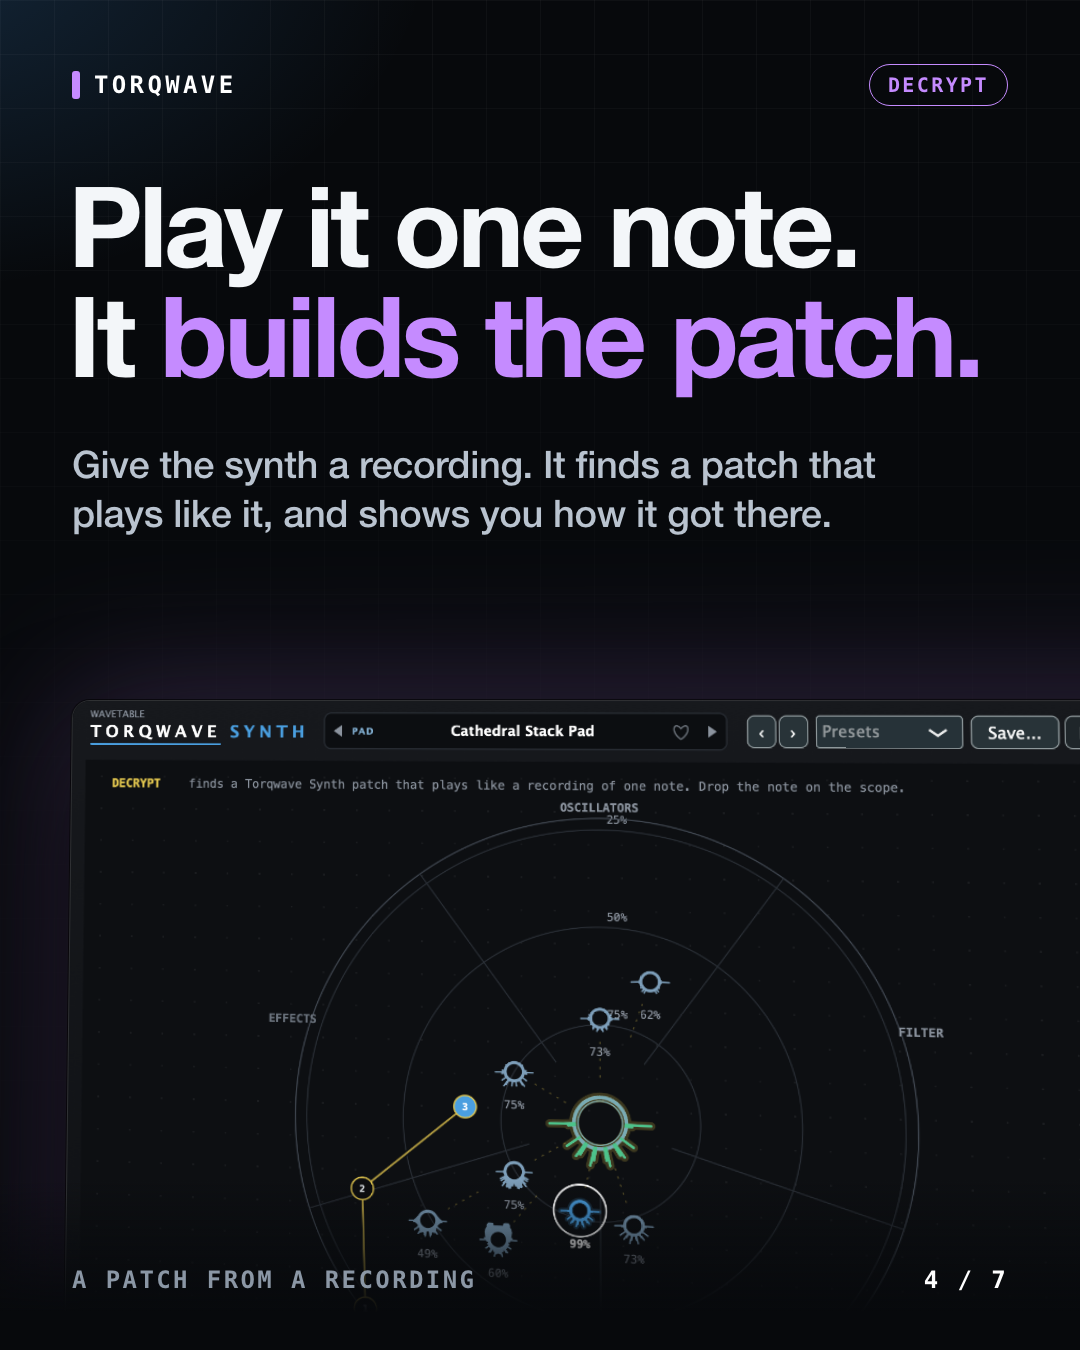 TORQWAVE
DECRYPT
Play it one note.
It builds the patch.
Give the synth a recording. It finds a patch that
plays like it, and shows you how it got there.
WAVETABLE
TORQWAVE SYNTH
PAD
Cathedral Stack Pad
‹ ›
Presets
Save...
DECRYPT finds a Torqwave Synth patch that plays like a recording of one note. Drop the note on the scope.
OSCILLATORS
25%
50%
75% 62%
EFFECTS
FILTER
73%
75%
3
2
75%
99%
49%
73%
60%
A PATCH FROM A RECORDING
4 / 7